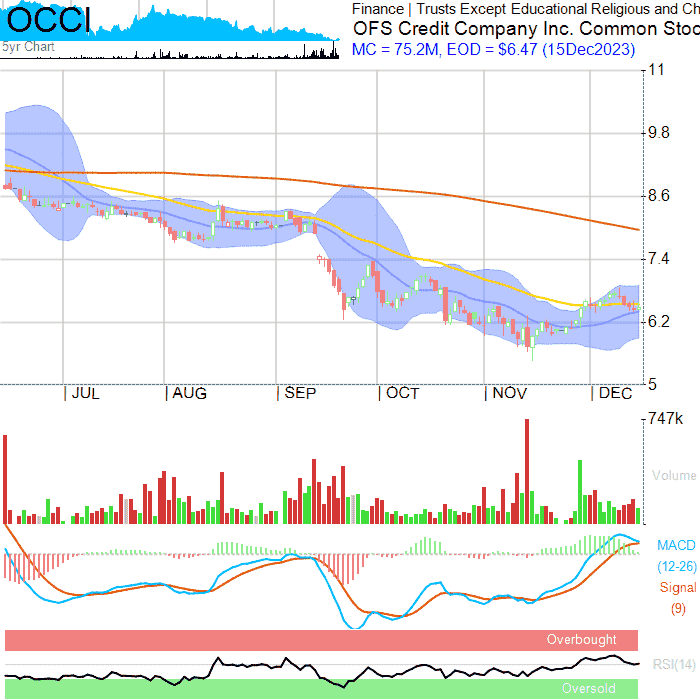 OCCI
5yr Chart
Finance | Trusts Except Educational Religious and Ch
OFS Credit Company Inc. Common Stoc
MC = 75.2M, EOD = $6.47 (15Dec2023)
11
9.8
8.6
7.4
6.2
5
| JUL | AUG | SEP | OCT | NOV | DEC
747k
Volume
MACD
(12-26)
Signal
(9)
Overbought
RSI(14)
Oversold